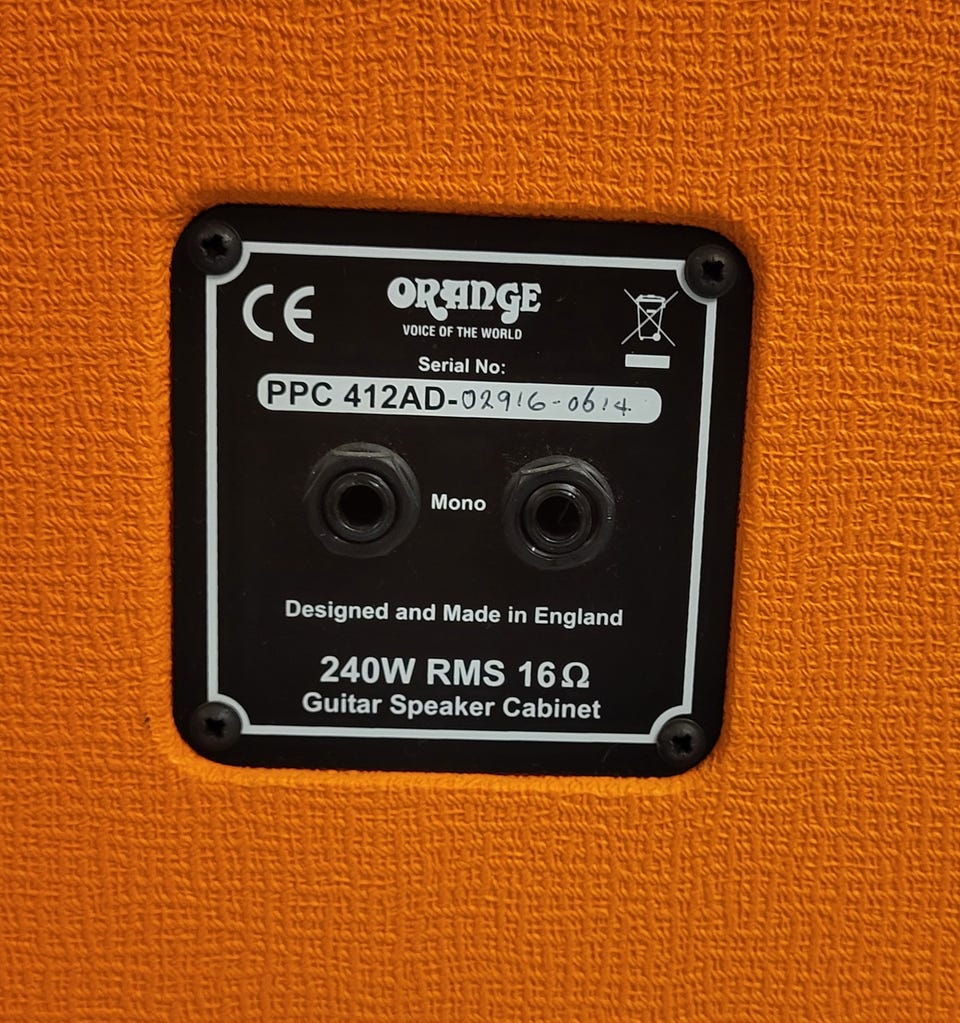 CE
ORANGE
VOICE OF THE WORLD
Serial No:
PPC 412AD-02916-0614
Mono
Designed and Made in England
240W RMS 16Ω
Guitar Speaker Cabinet